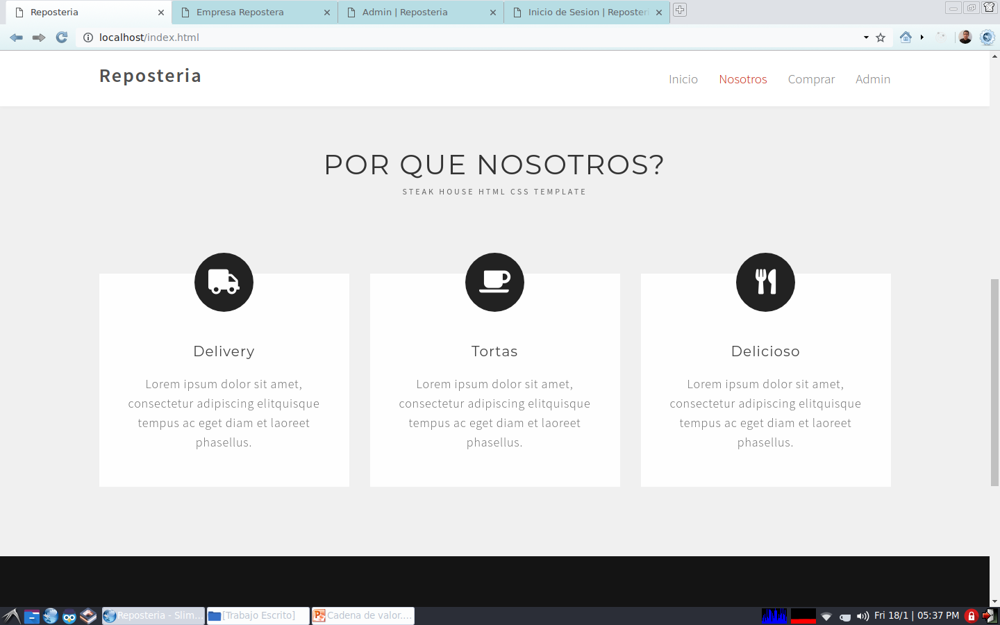 Reposteria
Empresa Repostera
Admin | Reposteria
Inicio de Sesion | Reposteri
localhost/index.html
Reposteria
Inicio
Nosotros
Comprar
Admin
POR QUE NOSOTROS?
STEAK HOUSE HTML CSS TEMPLATE
Delivery
Lorem ipsum dolor sit amet,
consectetur adipiscing elitquisque
tempus ac eget diam et laoreet
phasellus.
Tortas
Lorem ipsum dolor sit amet,
consectetur adipiscing elitquisque
tempus ac eget diam et laoreet
phasellus.
Delicioso
Lorem ipsum dolor sit amet,
consectetur adipiscing elitquisque
tempus ac eget diam et laoreet
phasellus.
Reposteria - Slim...
[Trabajo Escrito]
Cadena de valor....
Fri 18/1 | 05:37 PM